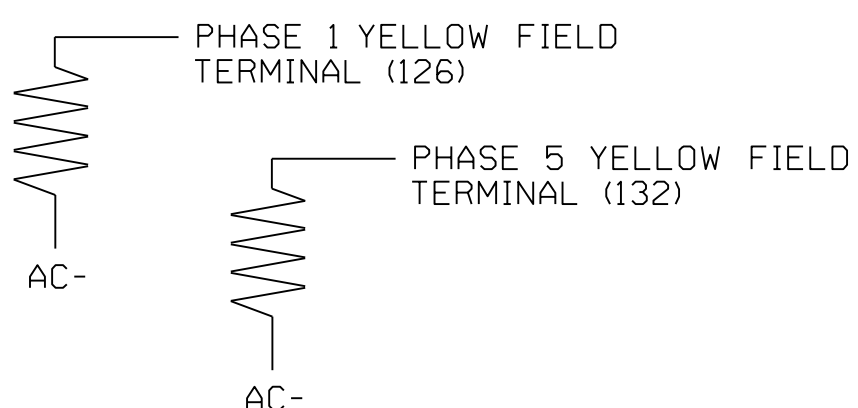 PHASE 1 YELLOW FIELD
TERMINAL (126)
AC-
PHASE 5 YELLOW FIELD
TERMINAL (132)
AC-